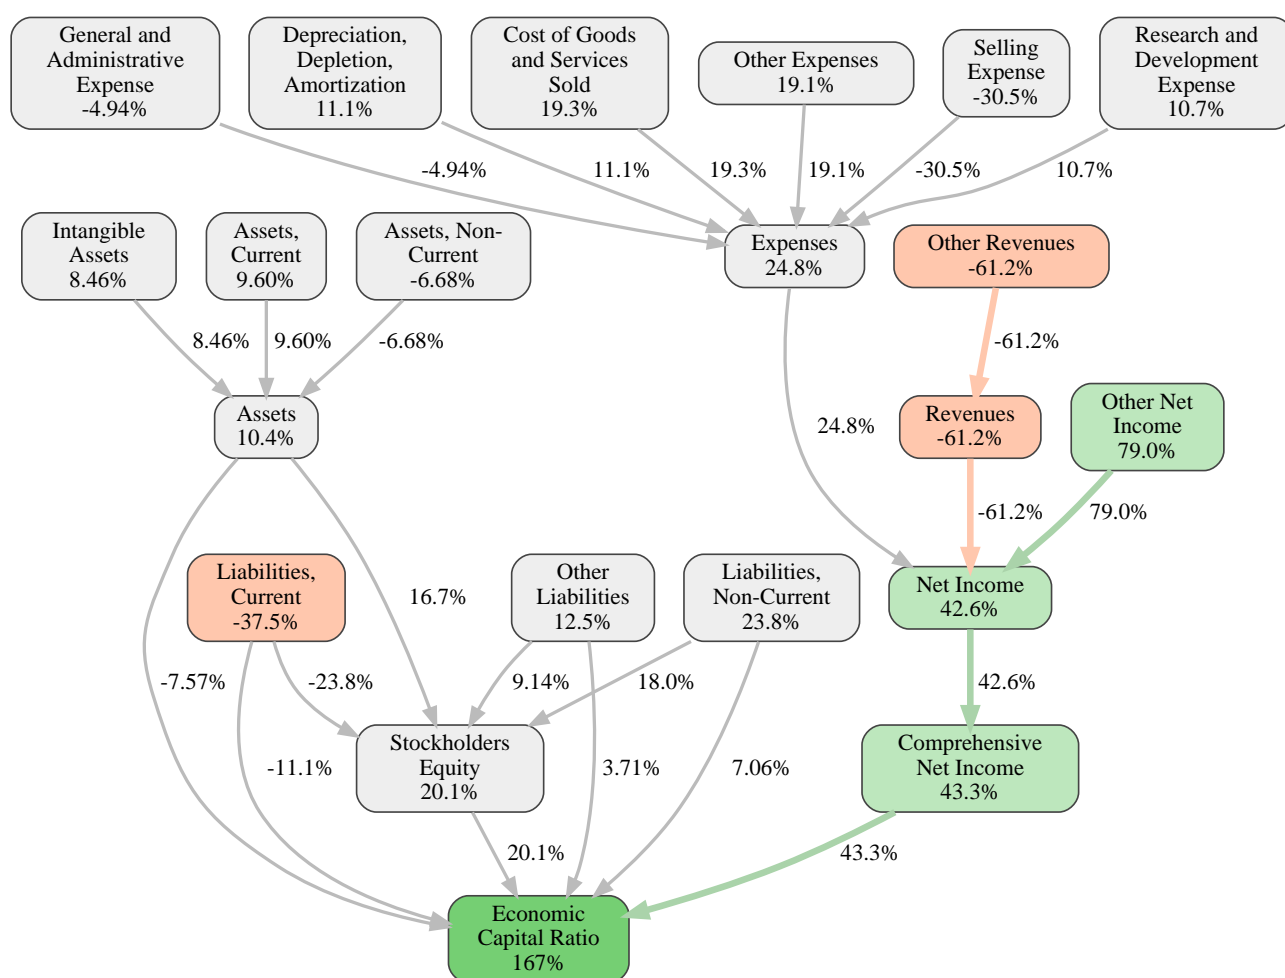 General and
Administrative
Expense
-4.94%
Depreciation,
Depletion,
Amortization
11.1%
Cost of Goods
and Services
Sold
19.3%
Other Expenses
19.1%
Selling
Expense
-30.5%
Research and
Development
Expense
10.7%
-4.94%
11.1%
19.3%
19.1%
-30.5%
10.7%
Intangible
Assets
8.46%
Assets,
Current
9.60%
Assets, Non-
Current
-6.68%
Expenses
24.8%
Other Revenues
-61.2%
8.46%
9.60%
-6.68%
-61.2%
Assets
10.4%
24.8%
Revenues
-61.2%
Other Net
Income
79.0%
-61.2%
79.0%
Liabilities,
Current
-37.5%
16.7%
Other
Liabilities
12.5%
Liabilities,
Non-Current
23.8%
Net Income
42.6%
-7.57%
-23.8%
9.14%
18.0%
42.6%
-11.1%
Stockholders
Equity
20.1%
3.71%
7.06%
Comprehensive
Net Income
43.3%
20.1%
43.3%
Economic
Capital Ratio
167%